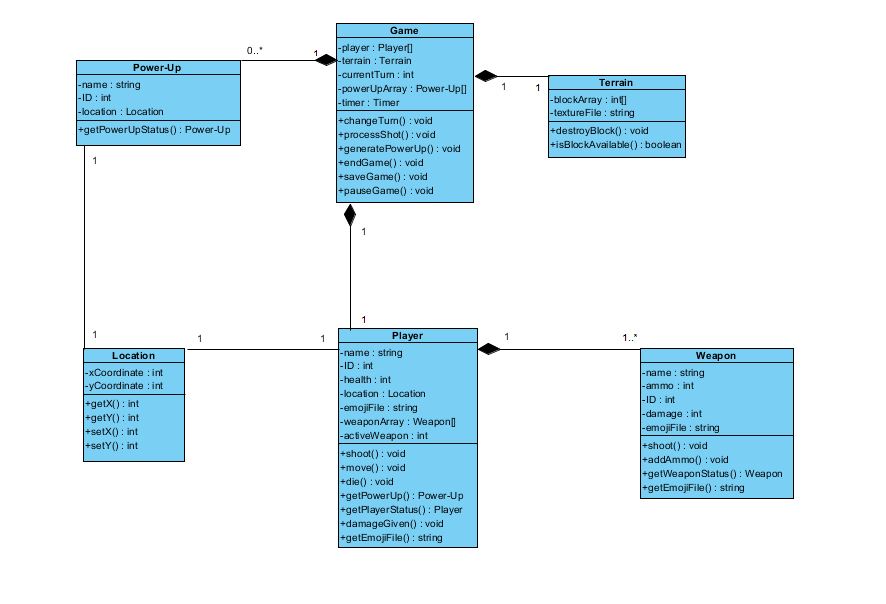 Game
-player : Player[]
-terrain : Terrain
-currentTurn : int
-powerUpArray : Power-Up[]
-timer : Timer
+changeTurn() : void
+processShot() : void
+generatePowerUp() : void
+endGame() : void
+saveGame() : void
+pauseGame() : void
0..*
1
Power-Up
-name : string
-ID : int
-location : Location
+getPowerUpStatus() : Power-Up
1
1
Terrain
-blockArray : int[]
-textureFile : string
+destroyBlock() : void
+isBlockAvailable() : boolean
1
1
1
1
Location
-xCoordinate : int
-yCoordinate : int
+getX() : int
+getY() : int
+setX() : int
+setY() : int
1
1
Player
-name : string
-ID : int
-health : int
-location : Location
-emojiFile : string
-weaponArray : Weapon[]
-activeWeapon : int
+shoot() : void
+move() : void
+die() : void
+getPowerUp() : Power-Up
+getPlayerStatus() : Player
+damageGiven() : void
+getEmojiFile() : string
1
1..*
Weapon
-name : string
-ammo : int
-ID : int
-damage : int
-emojiFile : string
+shoot() : void
+addAmmo() : void
+getWeaponStatus() : Weapon
+getEmojiFile() : string